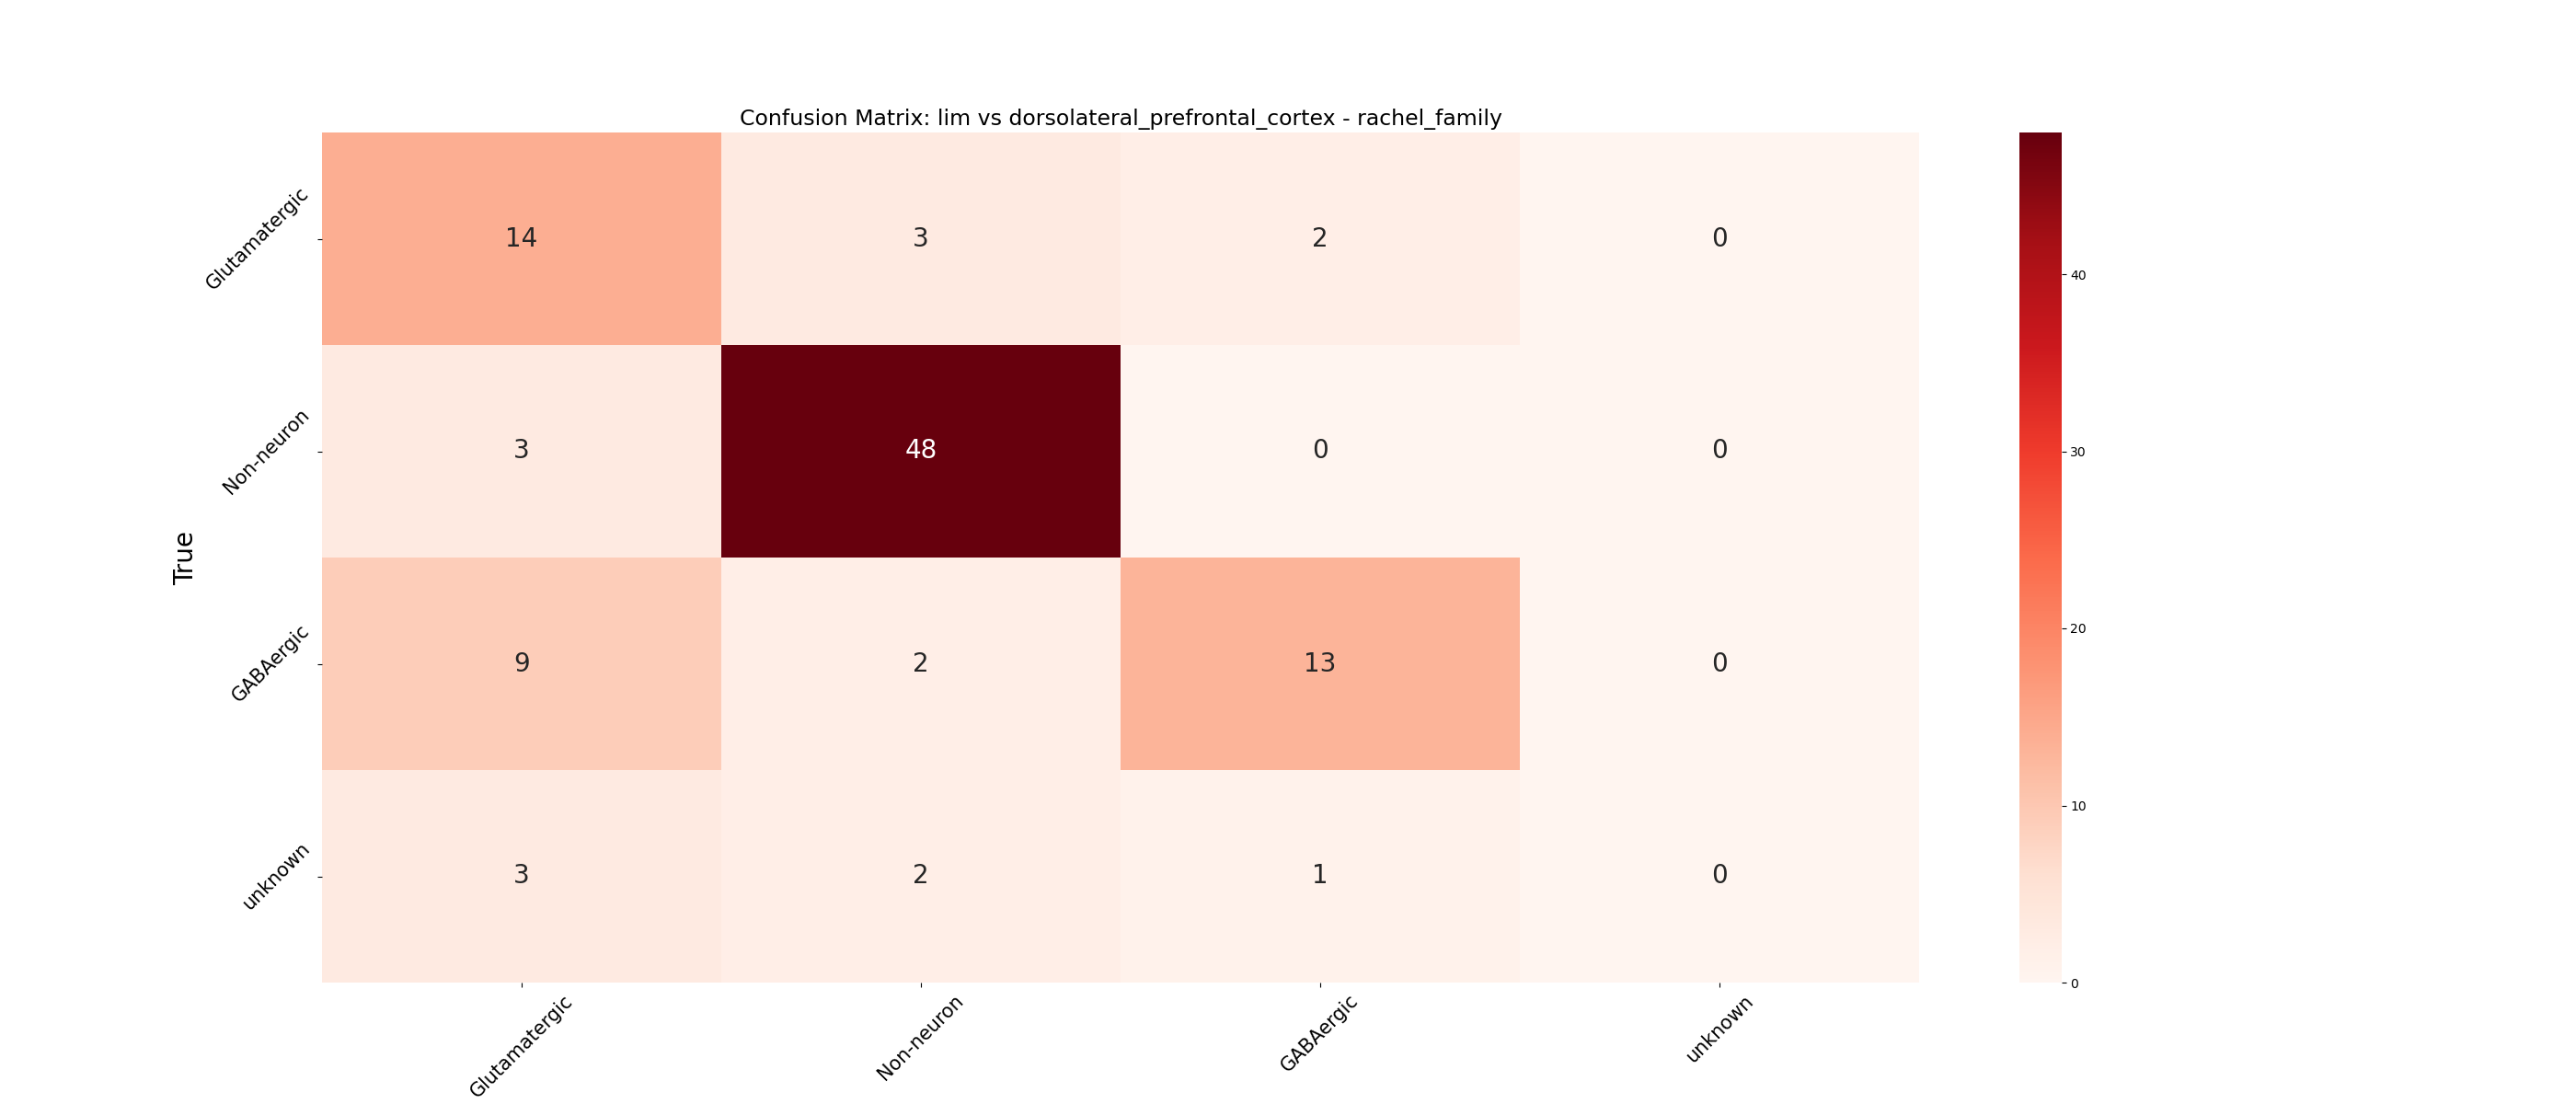 Confusion Matrix: lim vs dorsolateral_prefrontal_cortex - rachel_family
True
Glutamatergic
14 3 2 0
Non-neuron
3 48 0 0
GABAergic
9 2 13 0
unknown
3 2 1 0
Glutamatergic Non-neuron GABAergic unknown
40
30
20
10
0